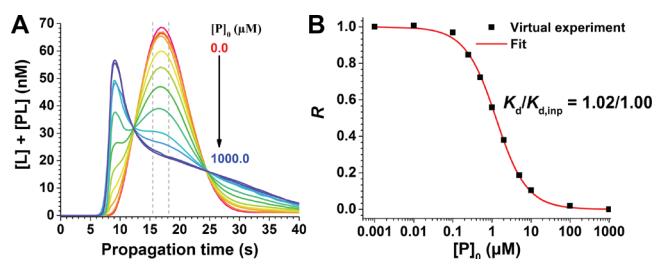 A
[P]₀ (μM)
0.0
1000.0
70
60
50
40
30
20
10
0
[L] + [PL] (nM)
0 5 10 15 20 25 30 35 40
Propagation time (s)
B
Virtual experiment
Fit
K_d/K_d,inp = 1.02/1.00
1.0
0.8
0.6
0.4
0.2
0.0
R
0.001 0.01 0.1 1 10 100 1000
[P]₀ (μM)